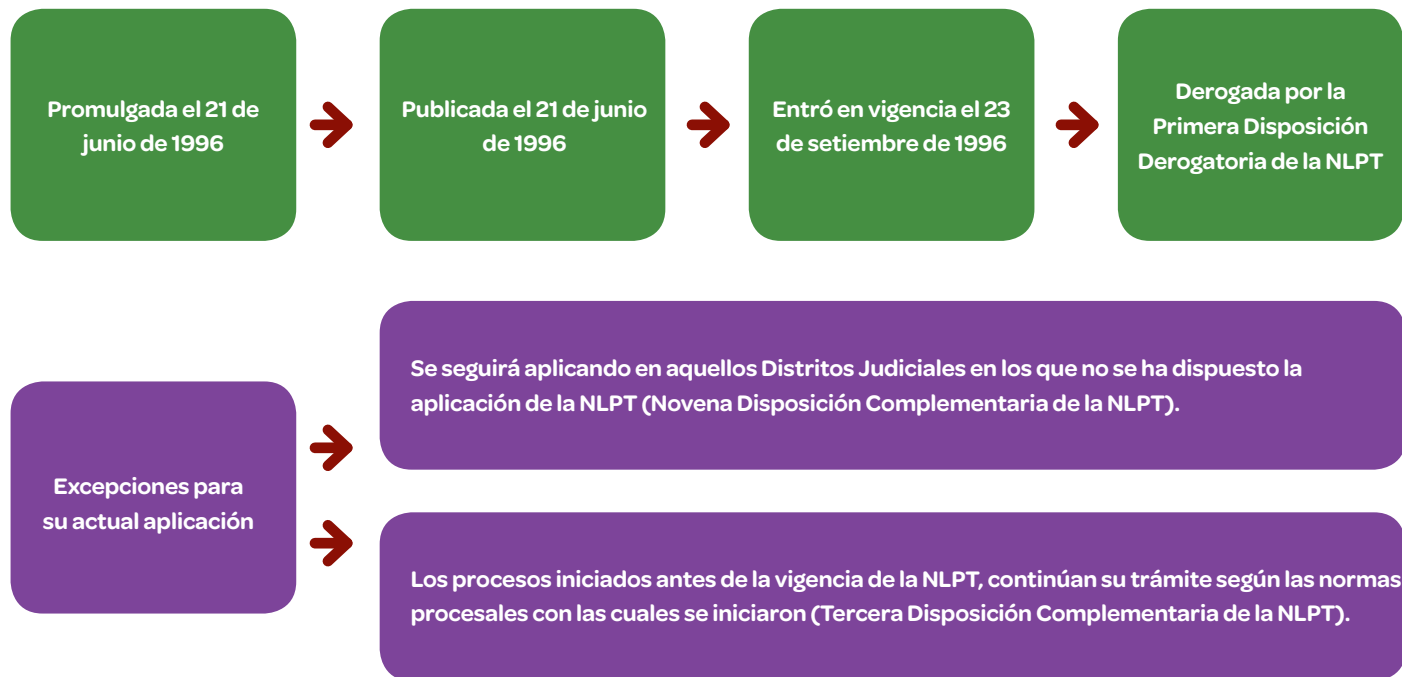 Promulgada el 21 de
junio de 1996
Publicada el 21 de junio
de 1996
Entró en vigencia el 23
de setiembre de 1996
Derogada por la
Primera Disposición
Derogatoria de la NLPT
Excepciones para
su actual aplicación
Se seguirá aplicando en aquellos Distritos Judiciales en los que no se ha dispuesto la
aplicación de la NLPT (Novena Disposición Complementaria de la NLPT).
Los procesos iniciados antes de la vigencia de la NLPT, continúan su trámite según las normas
procesales con las cuales se iniciaron (Tercera Disposición Complementaria de la NLPT).